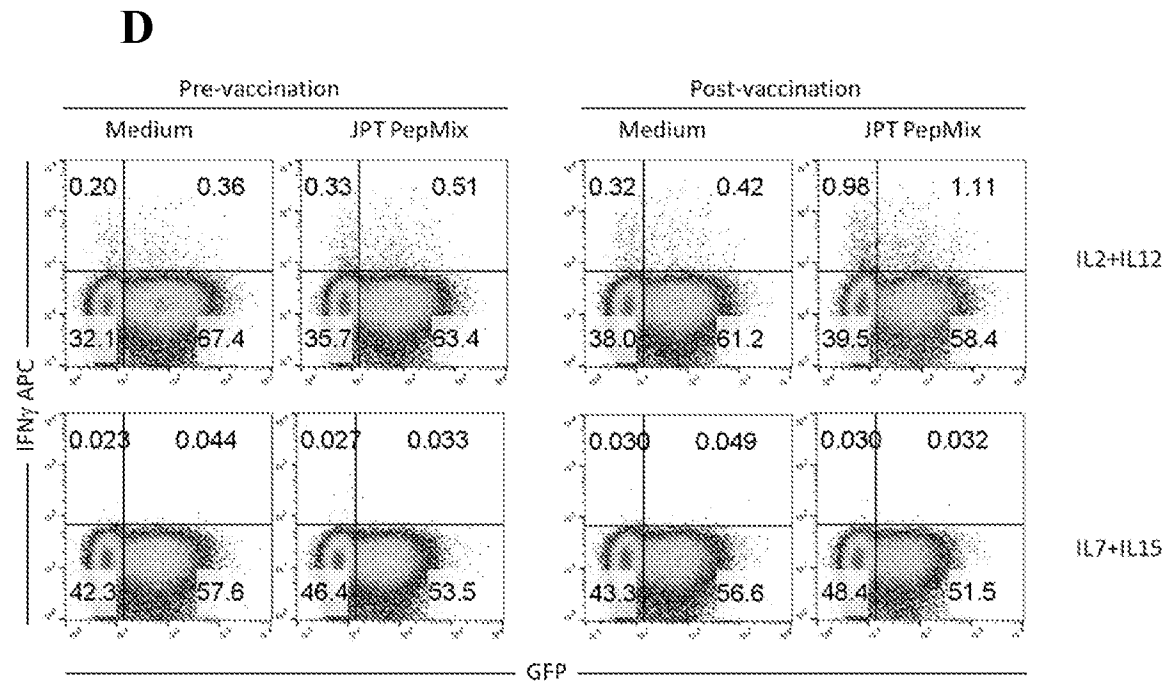 D
Pre-vaccination Post-vaccination
Medium JPT PepMix Medium JPT PepMix
0.20 0.36 0.33 0.51 0.32 0.42 0.98 1.11
IL2+IL12
32.1 67.4 35.7 63.4 38.0 61.2 39.5 58.4
IFNγ APC
0.023 0.044 0.027 0.033 0.030 0.049 0.030 0.032
IL7+IL15
42.3 57.6 46.4 53.5 43.3 56.6 48.4 51.5
GFP